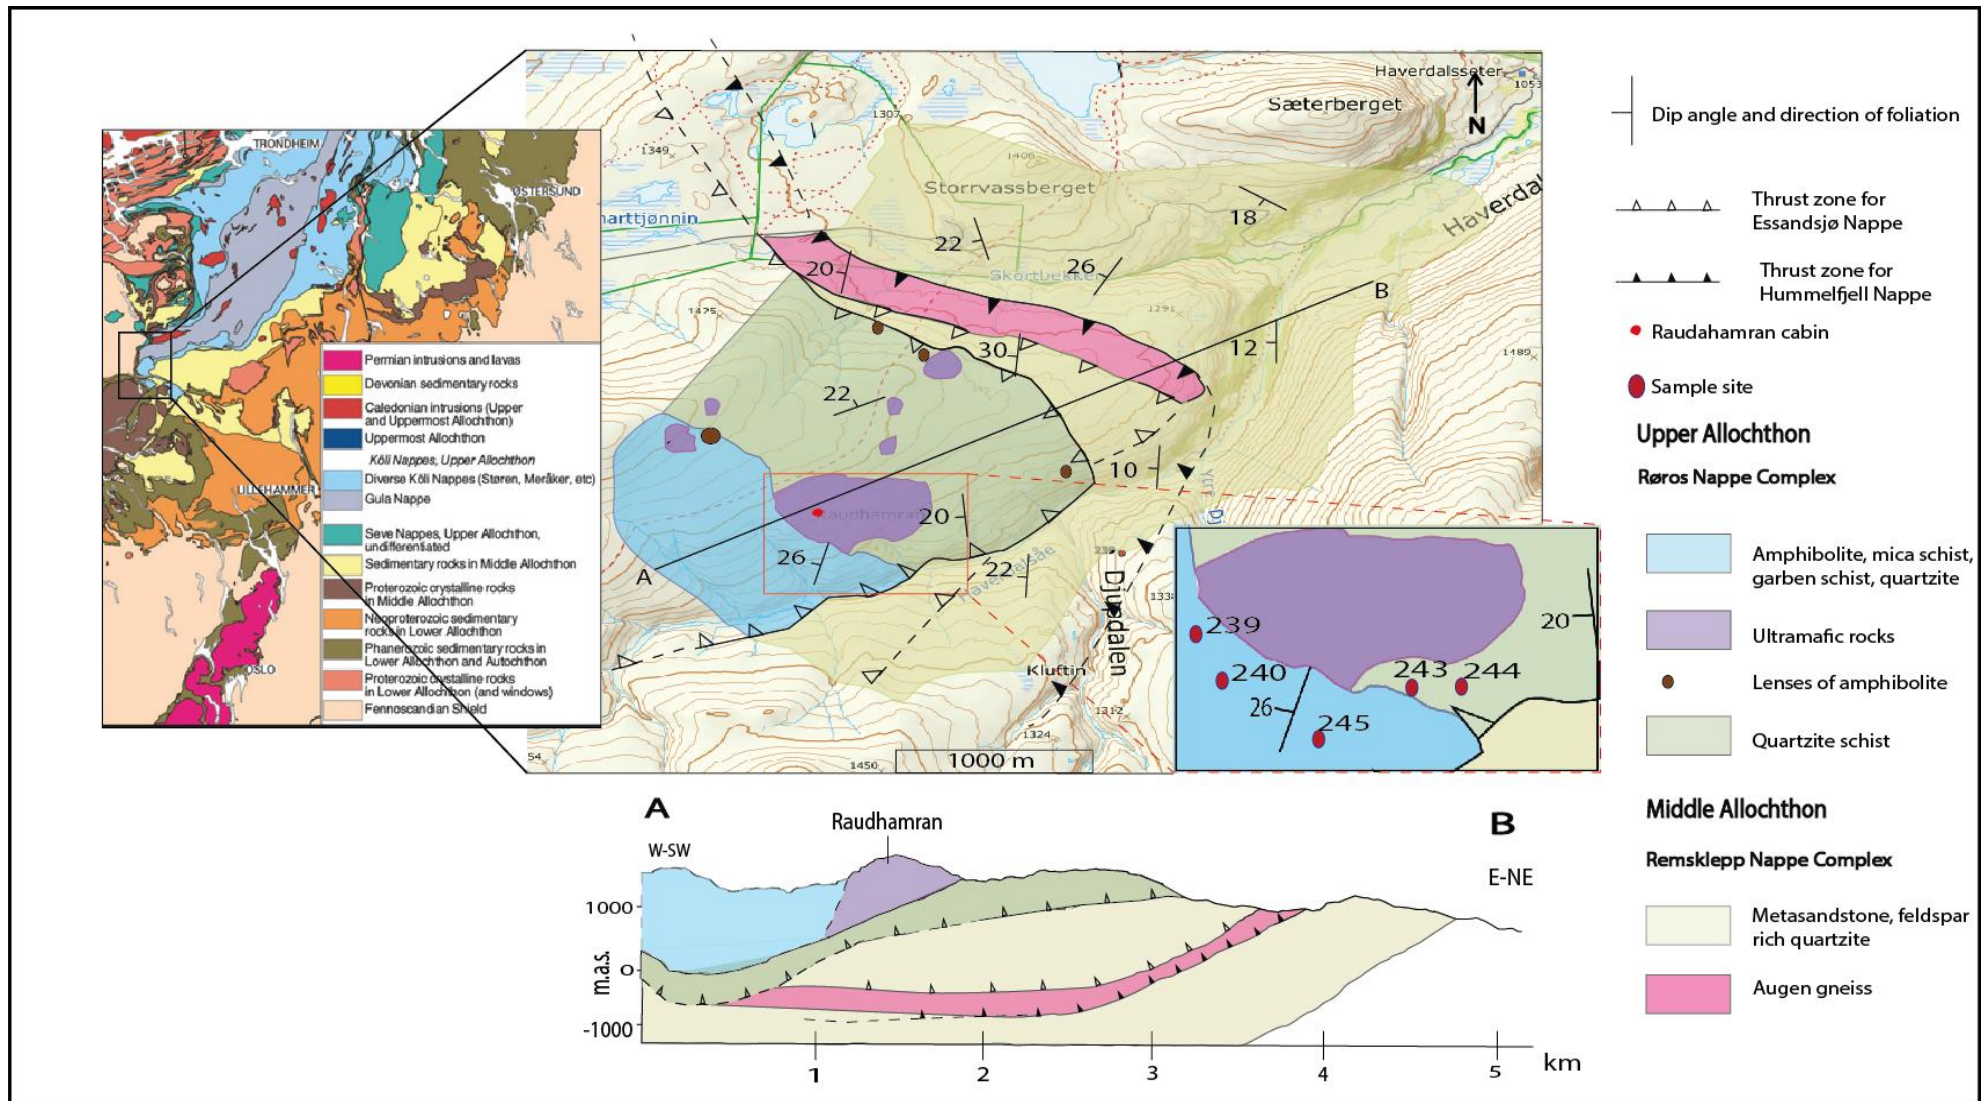 TRONDHEIM
ØSTERSUND
LILLEHAMMER
OSLO
Permian intrusions and lavas
Devonian sedimentary rocks
Caledonian intrusions (Upper
and Uppermost Allochthon)
Uppermost Allochthon
Köli Nappes, Upper Allochthon
Diverse Köli Nappes (Støren, Meråker, etc)
Gula Nappe
Seve Nappes, Upper Allochthon,
undifferentiated
Sedimentary rocks in Middle Allochthon
Proterozoic crystalline rocks
in Middle Allochthon
Neoproterozoic sedimentary
rocks in Lower Allochthon
Phanerozoic sedimentary rocks in
Lower Allochthon and Autochton
Proterozoic crystalline rocks
in Lower Allochthon (and windows)
Fennoscandian Shield
Haverdalsseter
1053
Sæterberget
N
1307
1349
1406
Storrvassberget
harttjønnin
Haverdal
18
22
26
Skortbekken
20
B
1475
1291
30
12
1489
22
10
Raudhamran
20
26
A
22
Haverdalsåe
239
Djupdalen
133
Kluftin
1312
1324
54
1450
1000 m
239
240
243
244
20
26
245
Dip angle and direction of foliation
Thrust zone for
Essandsjø Nappe
Thrust zone for
Hummelfjell Nappe
Raudahamran cabin
Sample site
Upper Allochthon
Røros Nappe Complex
Amphibolite, mica schist,
garben schist, quartzite
Ultramafic rocks
Lenses of amphibolite
Quartzite schist
Middle Allochthon
Remsklepp Nappe Complex
Metasandstone, feldspar
rich quartzite
Augen gneiss
A
B
Raudhamran
W-SW
E-NE
1000
0
-1000
m.a.s.
1
2
3
4
5
km